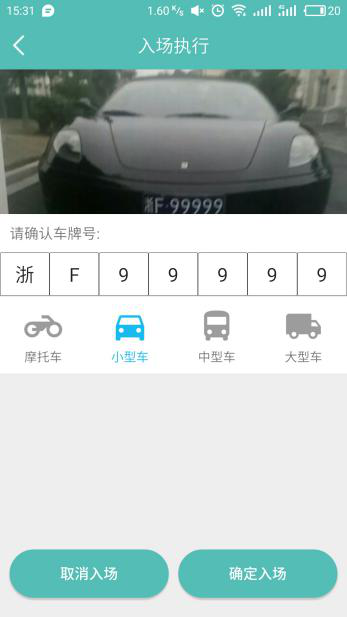 15:31 1.60 K/s 4G 20
入场执行
浙F·99999
请确认车牌号:
浙 F 9 9 9 9 9
摩托车 小型车 中型车 大型车
取消入场 确定入场